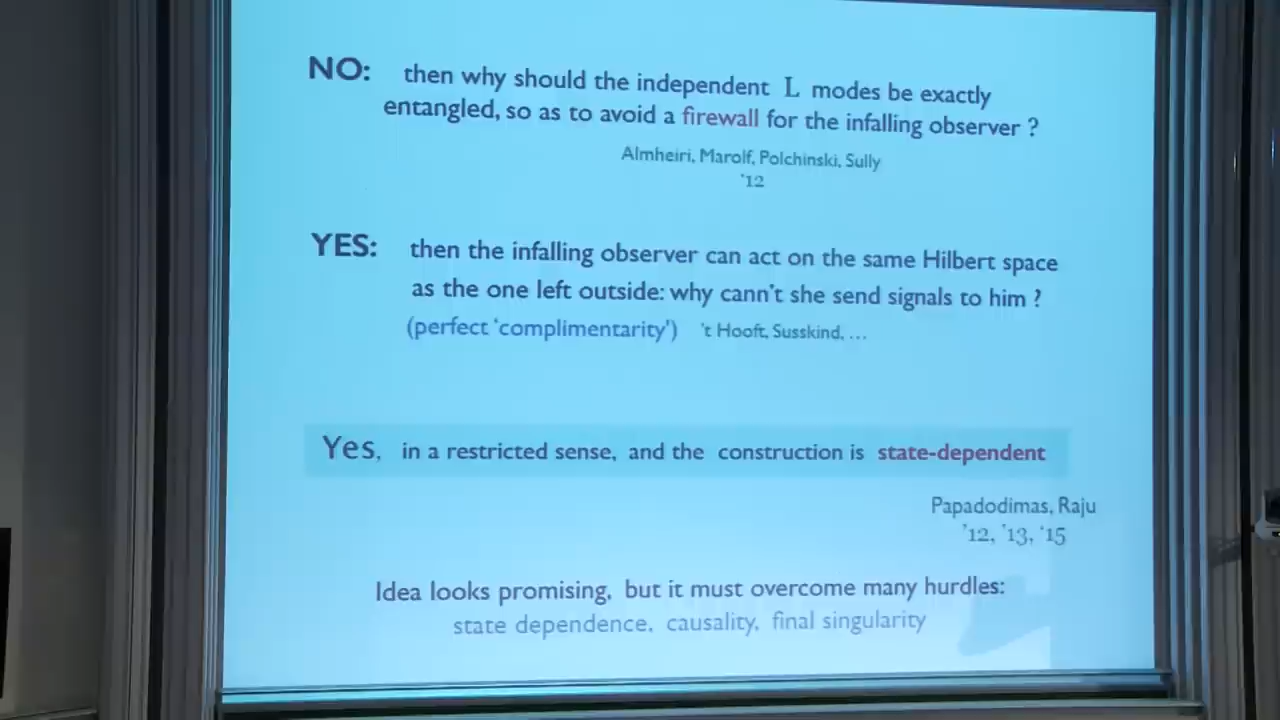 NO: then why should the independent L modes be exactly
entangled, so as to avoid a firewall for the infalling observer ?
Almheiri, Marolf, Polchinski, Sully
'12
YES: then the infalling observer can act on the same Hilbert space
as the one left outside: why cann't she send signals to him ?
(perfect 'complimentarity') 't Hooft, Susskind, ...
Yes, in a restricted sense, and the construction is state-dependent
Papadodimas, Raju
'12, '13, '15
Idea looks promising, but it must overcome many hurdles:
state dependence, causality, final singularity